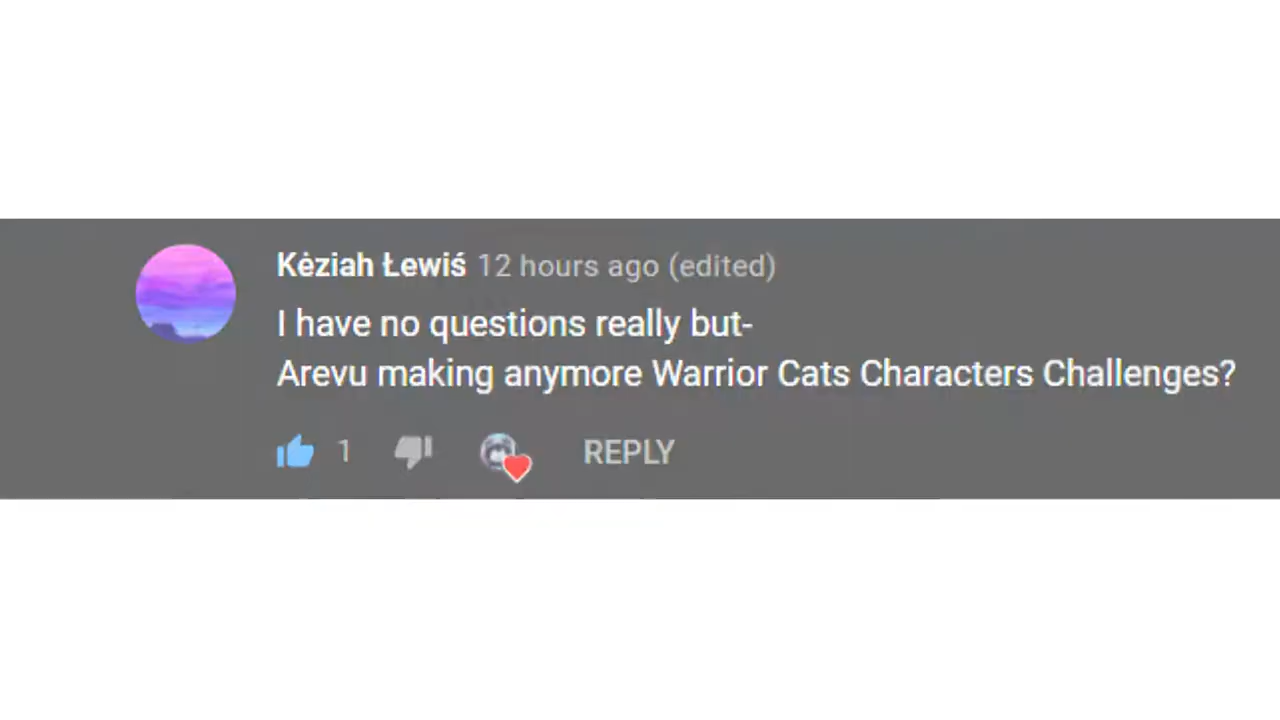 Kėziah Łewiś 12 hours ago (edited)
I have no questions really but-
Arevu making anymore Warrior Cats Characters Challenges?
1 REPLY